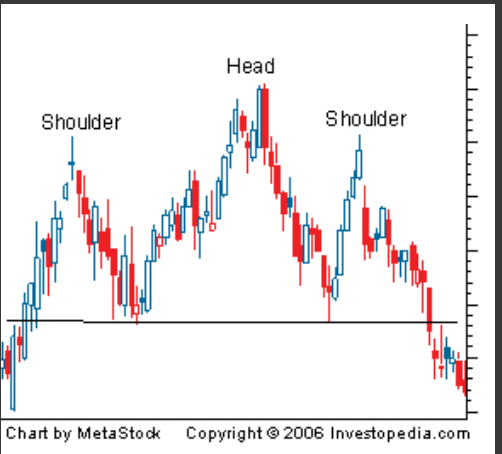 Head
Shoulder
Shoulder
Chart by MetaStock Copyright © 2006 Investopedia.com